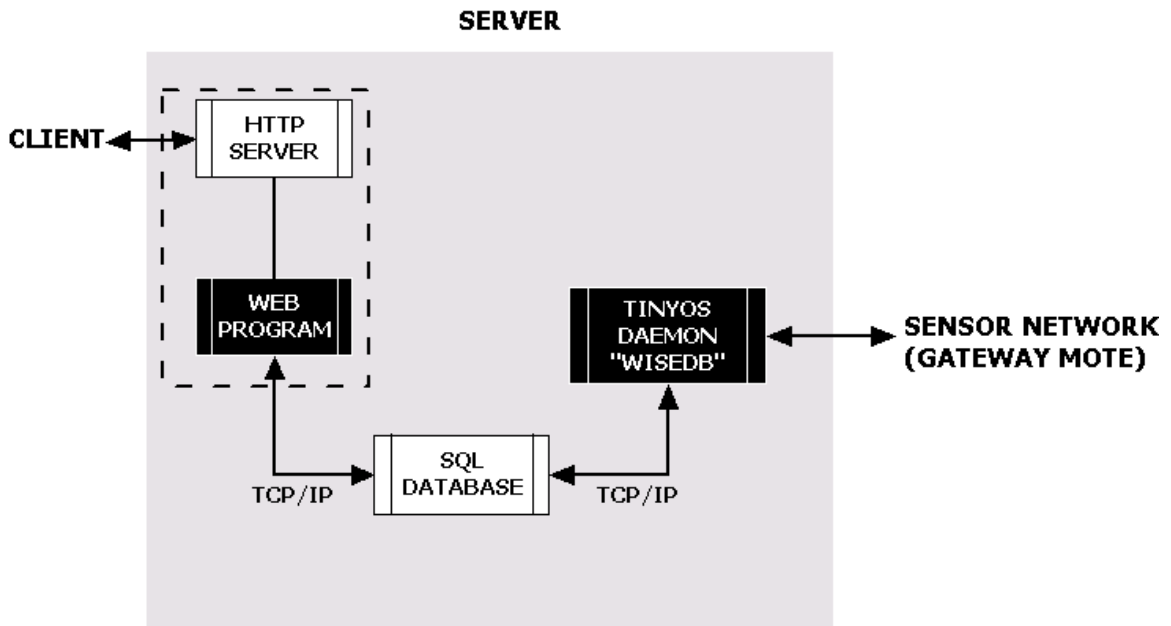 SERVER
CLIENT
HTTP
SERVER
WEB
PROGRAM
TINYOS
DAEMON
"WISEDB"
SENSOR NETWORK
(GATEWAY MOTE)
SQL
DATABASE
TCP/IP
TCP/IP